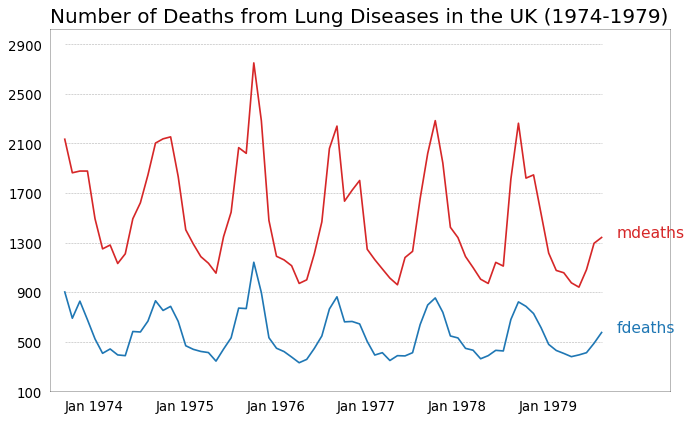 Number of Deaths from Lung Diseases in the UK (1974-1979)
2900
2500
2100
1700
1300
900
500
100
mdeaths
fdeaths
Jan 1974 Jan 1975 Jan 1976 Jan 1977 Jan 1978 Jan 1979